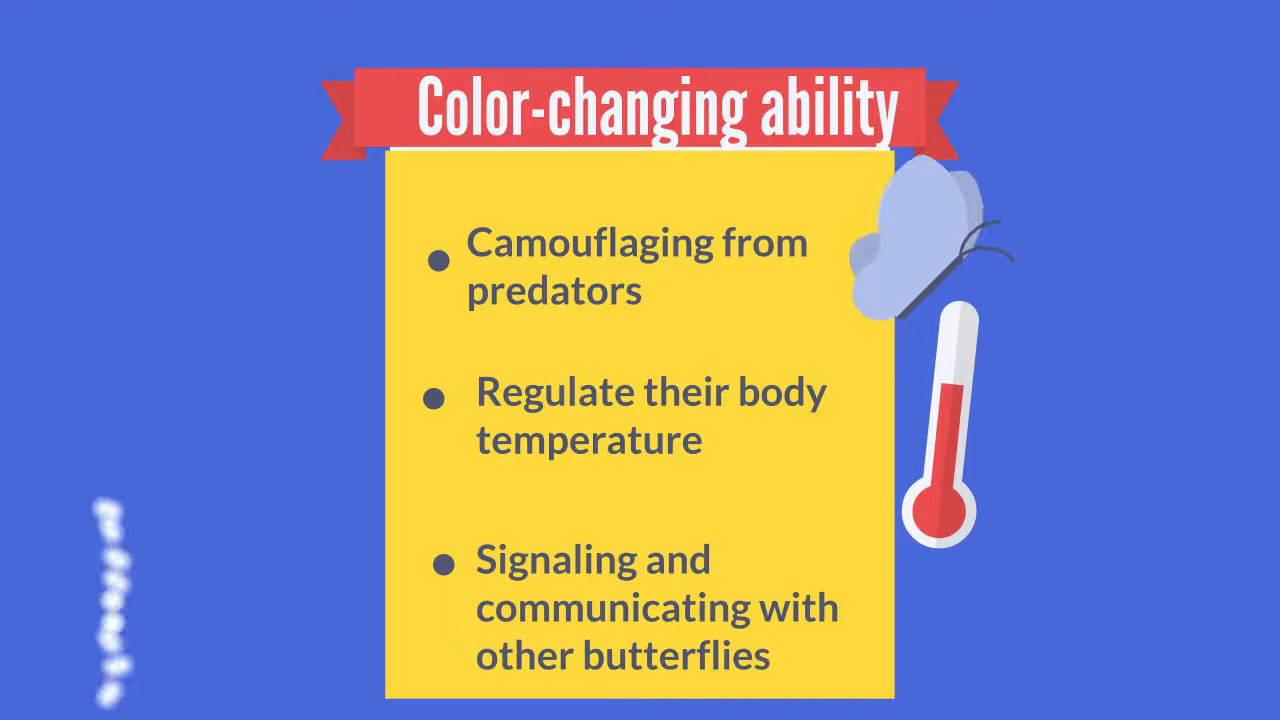 Color-changing ability
Camouflaging from
predators
Regulate their body
temperature
Signaling and
communicating with
other butterflies